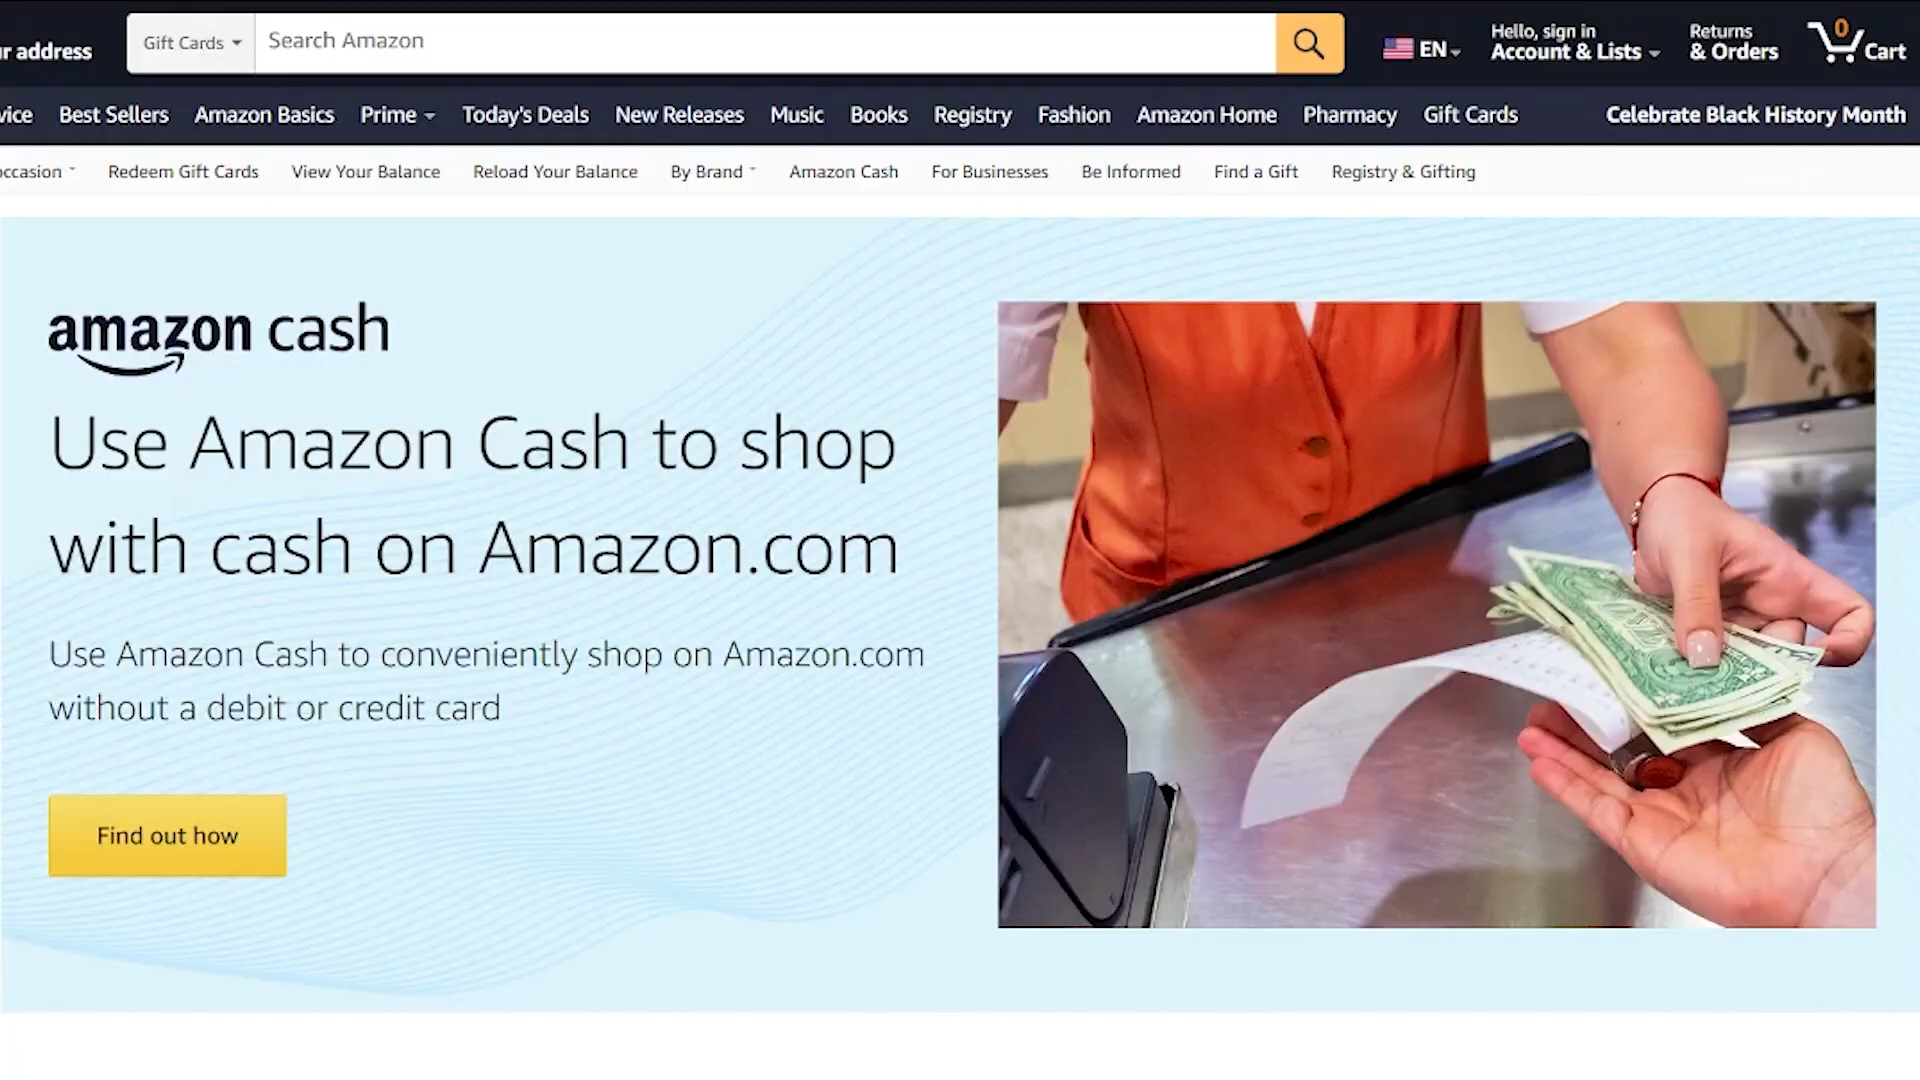 r address
Gift Cards
Search Amazon
EN
Hello, sign in
Account & Lists
Returns
& Orders
0
Cart
vice
Best Sellers
Amazon Basics
Prime
Today's Deals
New Releases
Music
Books
Registry
Fashion
Amazon Home
Pharmacy
Gift Cards
Celebrate Black History Month
occasion
Redeem Gift Cards
View Your Balance
Reload Your Balance
By Brand
Amazon Cash
For Businesses
Be Informed
Find a Gift
Registry & Gifting
amazon cash
Use Amazon Cash to shop
with cash on Amazon.com
Use Amazon Cash to conveniently shop on Amazon.com
without a debit or credit card
Find out how